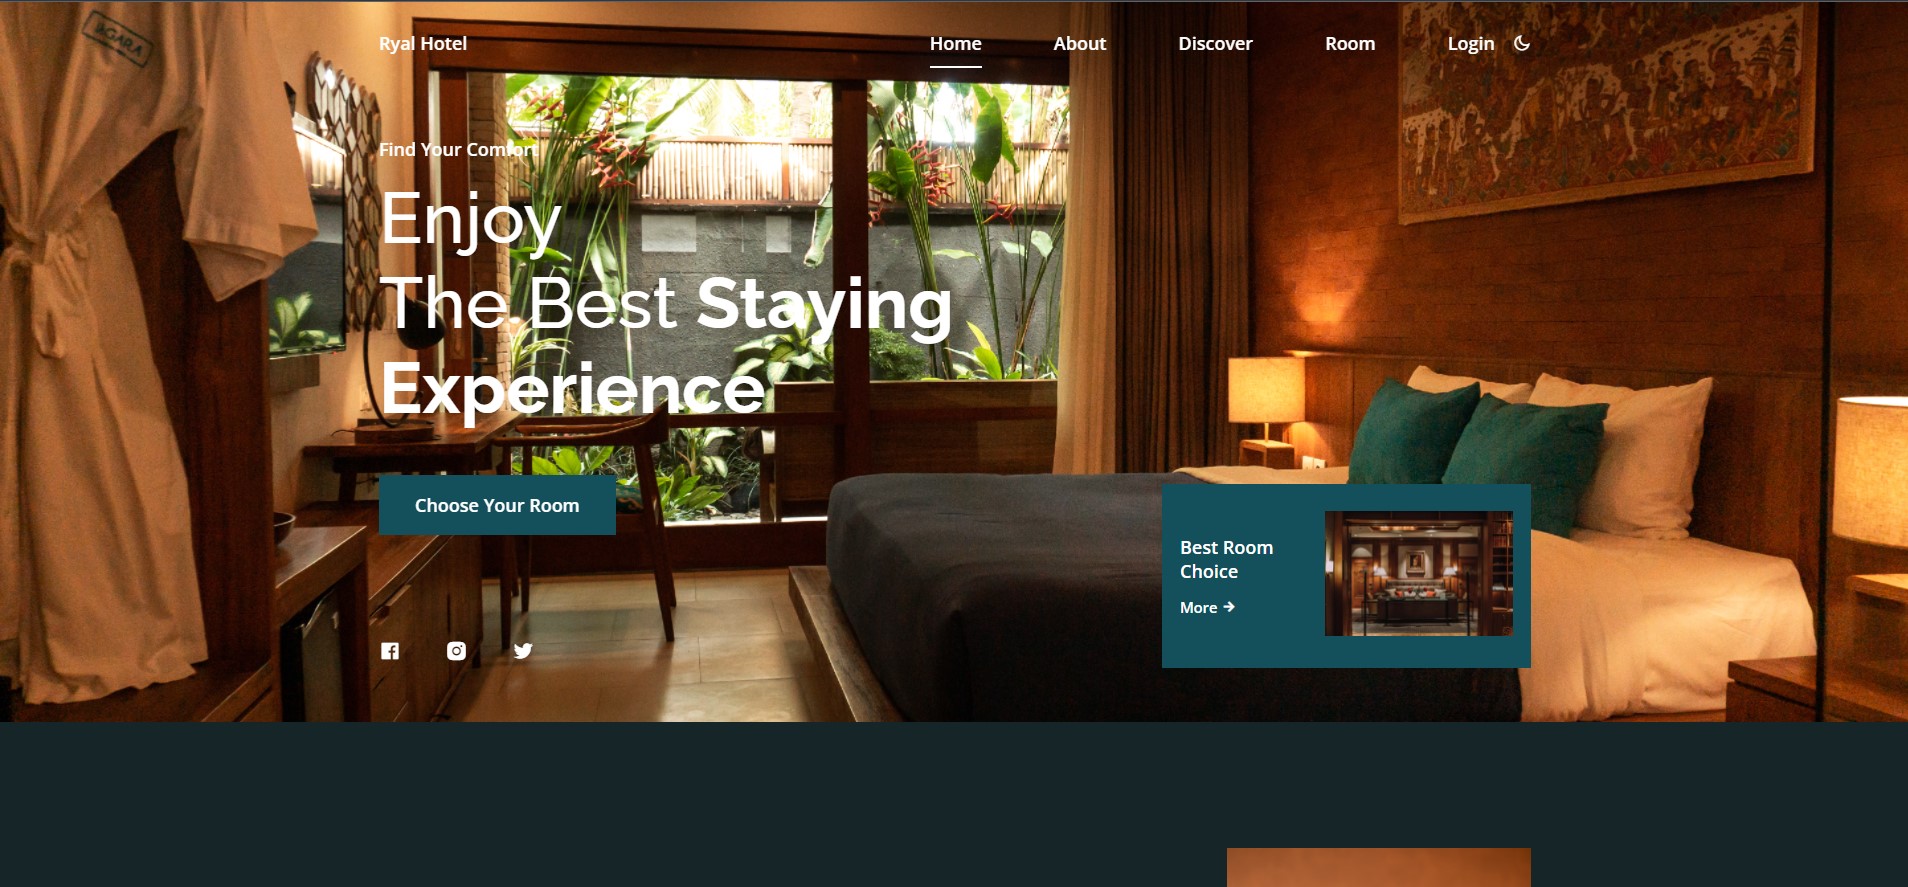 Ryal Hotel
Home
About
Discover
Room
Login
Find Your Comfort
Enjoy
The Best Staying
Experience
Choose Your Room
Best Room
Choice
More